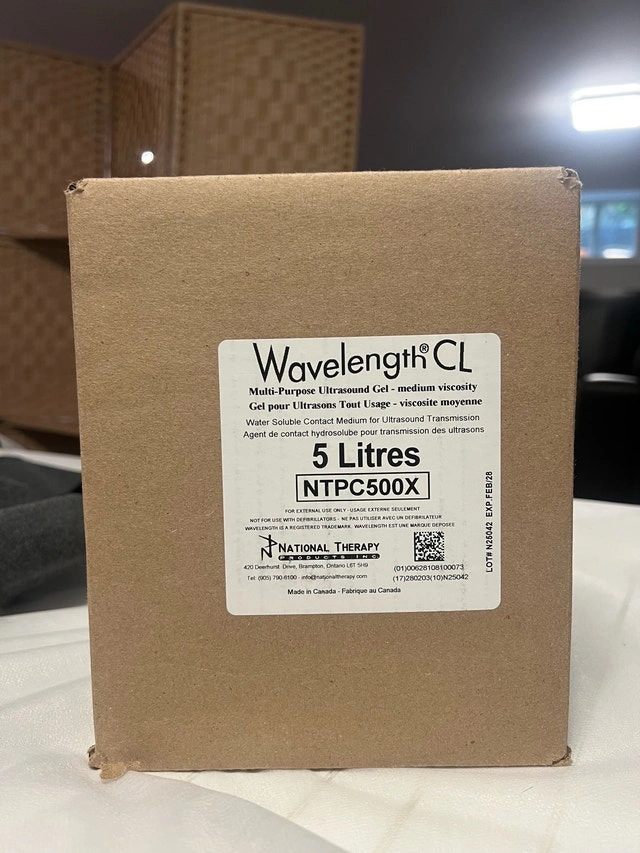 Wavelength® CL
Multi-Purpose Ultrasound Gel - medium viscosity
Gel pour Ultrasons Tout Usage - viscosite moyenne
Water Soluble Contact Medium for Ultrasound Transmission
Agent de contact hydrosoluble pour transmission des ultrasons
5 Litres
NTPC500X
FOR EXTERNAL USE ONLY - USAGE EXTERNE SEULEMENT
NOT FOR USE WITH DEFIBRILLATORS - NE PAS UTILISER AVEC UN DEFIBRILATEUR
WAVELENGTH IS A REGISTERED TRADEMARK. WAVELENGTH EST UNE MARQUE DEPOSEE
NATIONAL THERAPY
PRODUCTS INC.
420 Deerhurst Drive, Brampton, Ontario L6T 5H9
Tel: (905) 790-6100 - info@nationaltherapy.com
(01)00628108100073
(17)280203(10)N25042
Made in Canada - Fabrique au Canada
LOT# N25042 EXP.FEB/28